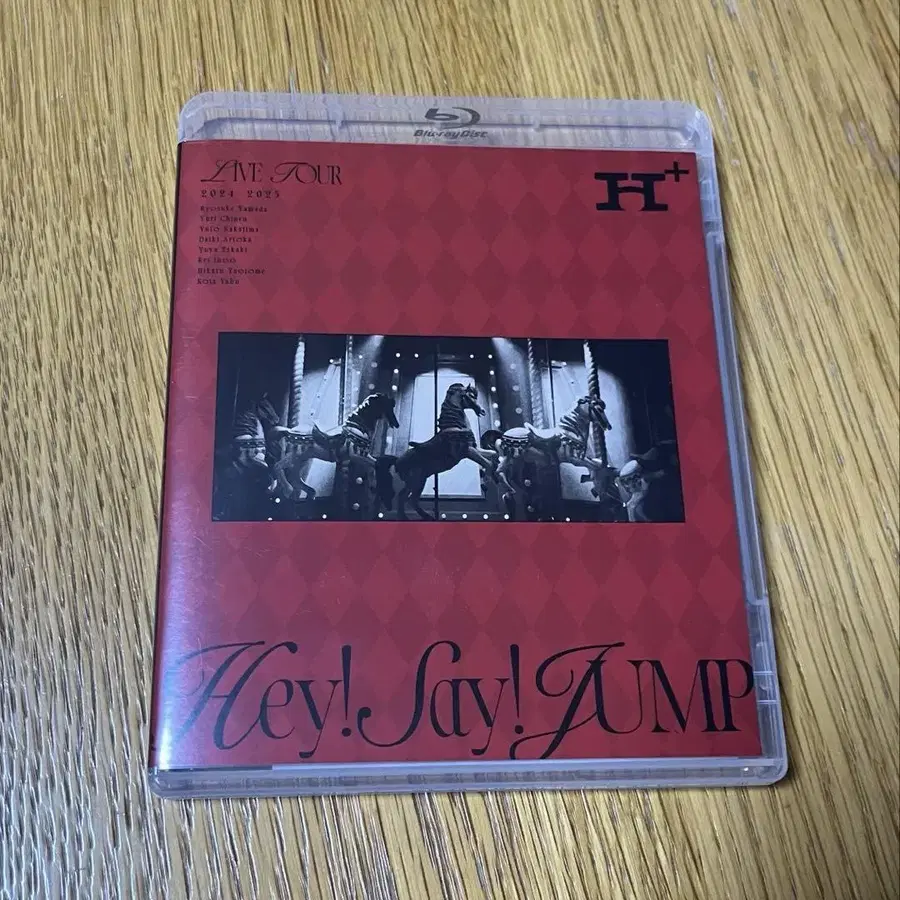 Blu-ray Disc
LIVE TOUR
2024 2025
H+
Ryosuke Yamada
Yuri Chinen
Yuto Nakajima
Daiki Arioka
Yuya Takaki
Kei Inoo
Hikaru Yaotome
Kota Yabu
Hey! Say! JUMP